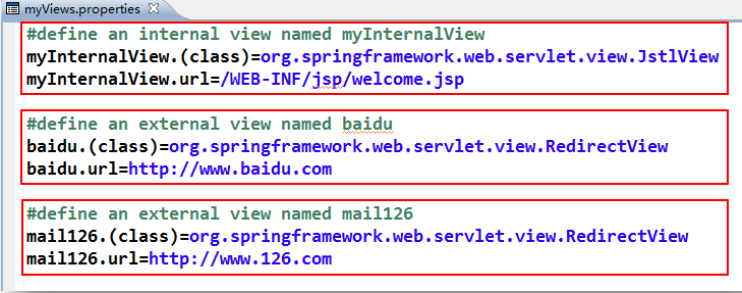 myViews.properties
#define an internal view named myInternalView
myInternalView.(class)=org.springframework.web.servlet.view.JstlView
myInternalView.url=/WEB-INF/jsp/welcome.jsp
#define an external view named baidu
baidu.(class)=org.springframework.web.servlet.view.RedirectView
baidu.url=http://www.baidu.com
#define an external view named mail126
mail126.(class)=org.springframework.web.servlet.view.RedirectView
mail126.url=http://www.126.com